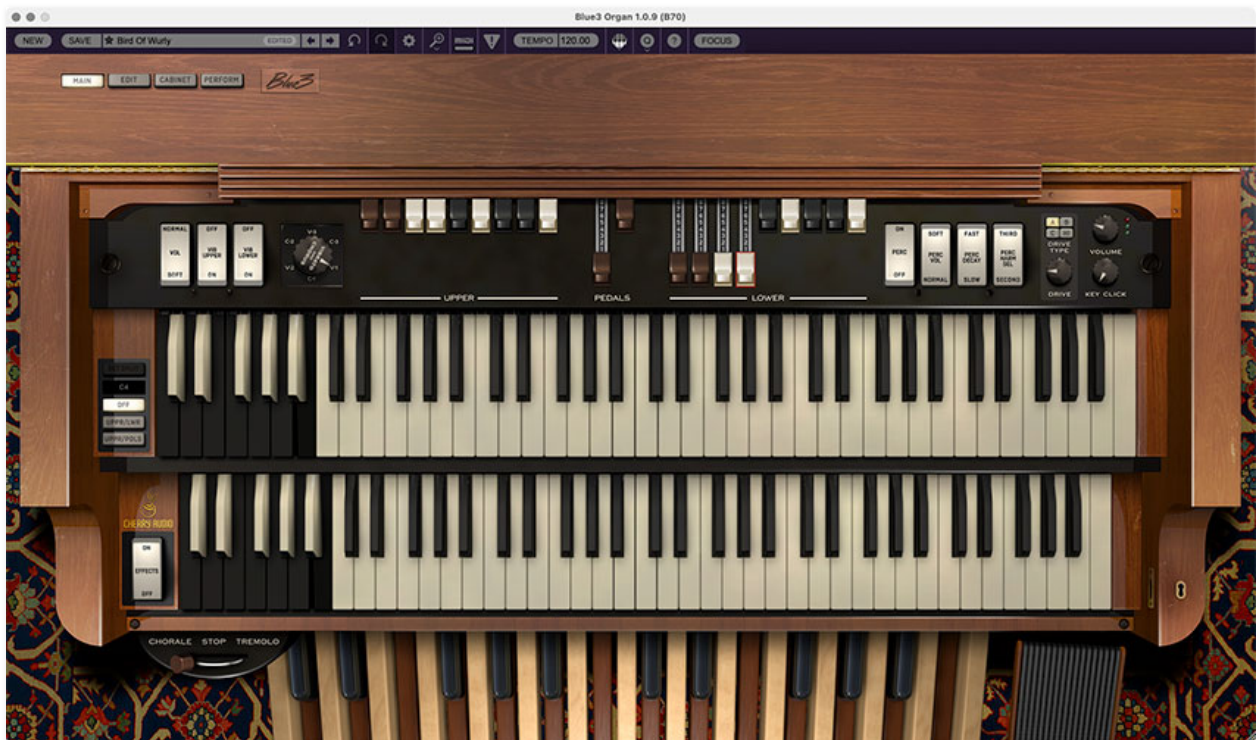 Blue3 Organ 1.0.9 (B70)
NEW SAVE Bird Of Wurly EDITED TEMPO 120.00 FOCUS
MAIN EDIT CABINET PERFORM Blue3
NORMAL VOL SOFT
OFF VIB UPPER ON
OFF VIB LOWER ON
V1 V2 V3 C1 C2 C3
UPPER PEDALS LOWER
ON PERC OFF
SOFT PERC VOL NORMAL
FAST PERC DECAY SLOW
THIRD PERC HARM SEL SECOND
DRIVE TYPE
VOLUME
DRIVE
KEY CLICK
SET SPLIT
C4
OFF
UPPR/LWR
UPPR/PDLS
CHERRY AUDIO
ON EFFECTS OFF
CHORALE STOP TREMOLO